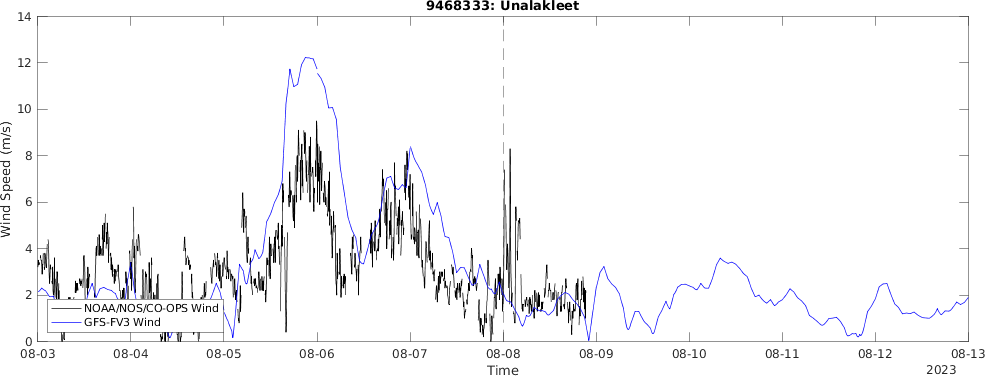 9468333: Unalakleet
Wind Speed (m/s)
14
12
10
8
6
4
2
0
NOAA/NOS/CO-OPS Wind
GFS-FV3 Wind
08-03 08-04 08-05 08-06 08-07 08-08 08-09 08-10 08-11 08-12 08-13
Time
2023